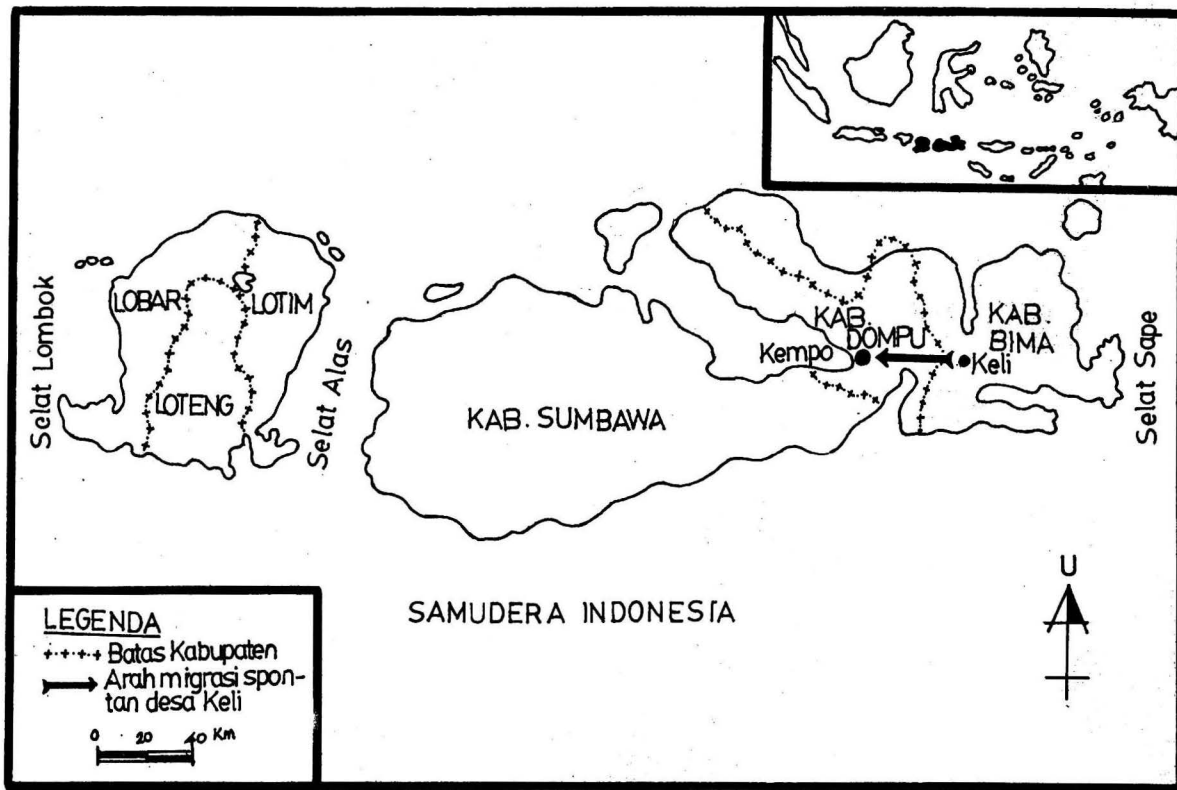 Selat Lombok
LOBAR
LOTIM
LOTENG
Selat Alas
KAB. SUMBAWA
Kempo
KAB.
DOMPU
Keli
KAB.
BIMA
Selat Sape
SAMUDERA INDONESIA
U
LEGENDA
Batas Kabupaten
Arah migrasi spon-
tan desa Keli
0 20 40 Km